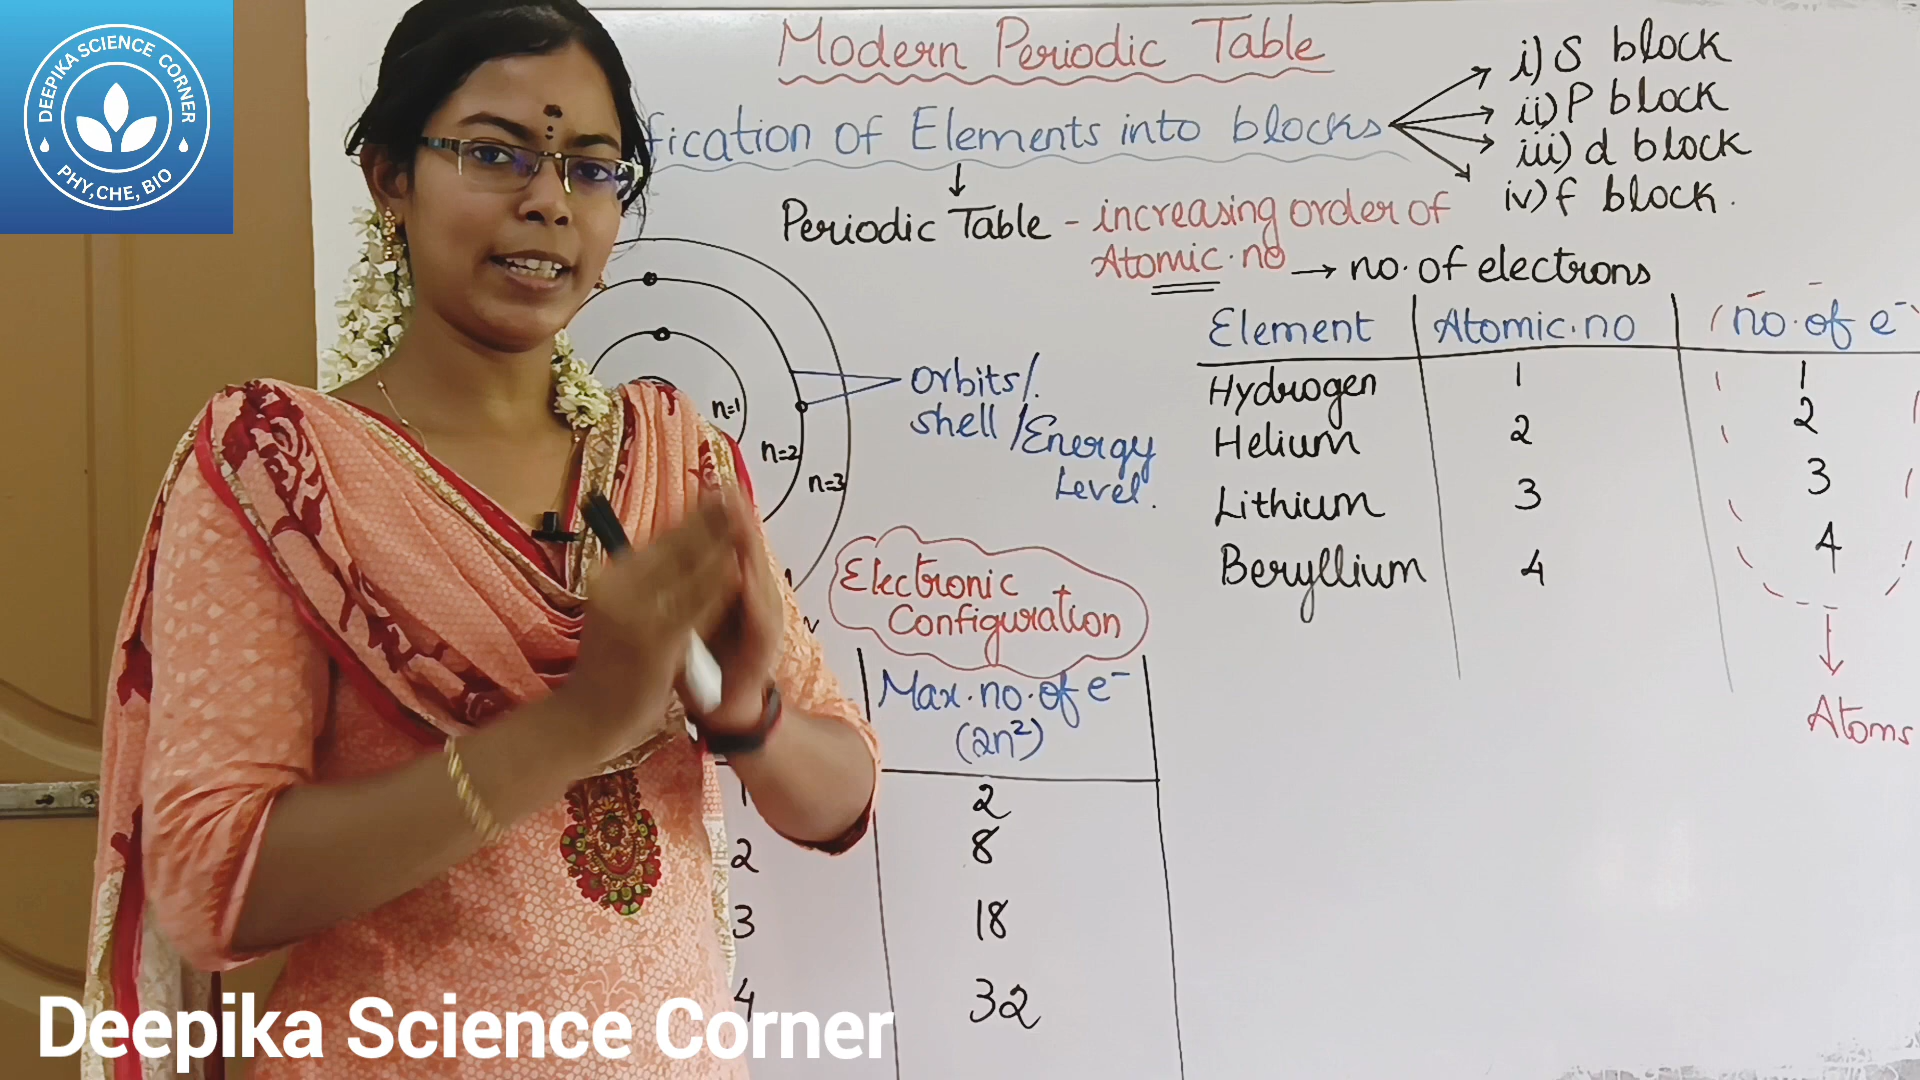 DEEPIKA SCIENCE CORNER
PHY,CHE, BIO
Modern Periodic Table
fication of Elements into blocks
i) S block
ii) P block
iii) d block
iv) f block.
Periodic Table - increasing order of
Atomic.no → no. of electrons
n=1
n=2
n=3
Orbits/
shell/Energy
Level.
Element Atomic.no no.of e⁻
Hydrogen 1 1
Helium 2 2
Lithium 3 3
Beryllium 4 4
Atoms
Electronic
Configuration
Max.no.of e⁻
(2n²)
1 2
2 8
3 18
4 32
Deepika Science Corner